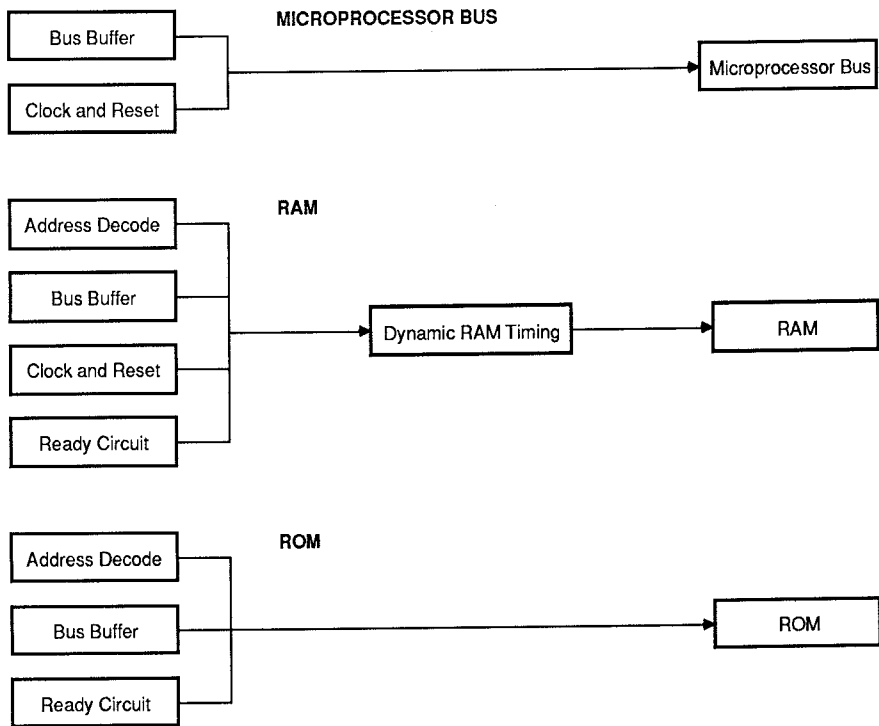 MICROPROCESSOR BUS
Bus Buffer
Clock and Reset
Microprocessor Bus
RAM
Address Decode
Bus Buffer
Clock and Reset
Ready Circuit
Dynamic RAM Timing
RAM
ROM
Address Decode
Bus Buffer
Ready Circuit
ROM